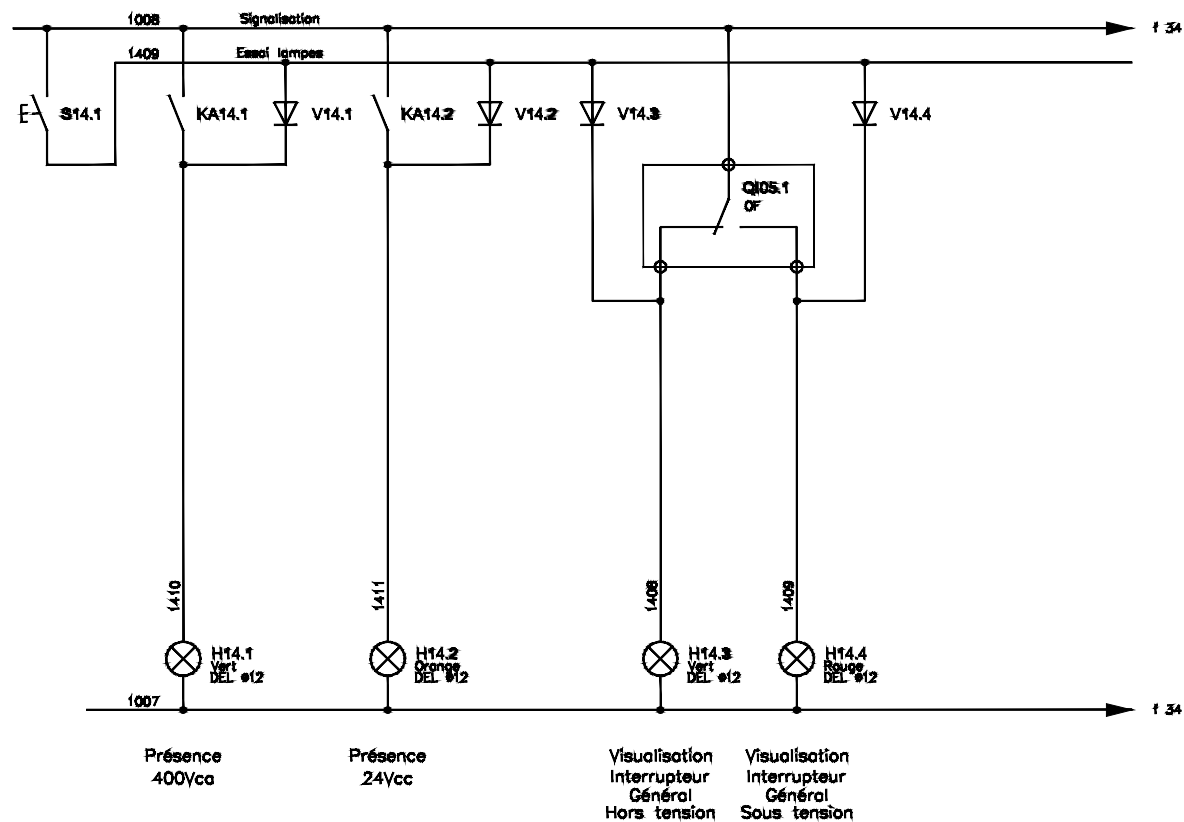 1008 Signalisation
f 34
1409 Essai lampes
S14.1
KA14.1
V14.1
KA14.2
V14.2
V14.3
V14.4
QI05.1
OF
1410
1411
1408
1409
H14.1
Vert
DEL ø12
H14.2
Orange
DEL ø12
H14.3
Vert
DEL ø12
H14.4
Rouge
DEL ø12
1007
f 34
Présence
400Vca
Présence
24Vcc
Visualisation
Interrupteur
Général
Hors tension
Visualisation
Interrupteur
Général
Sous tension